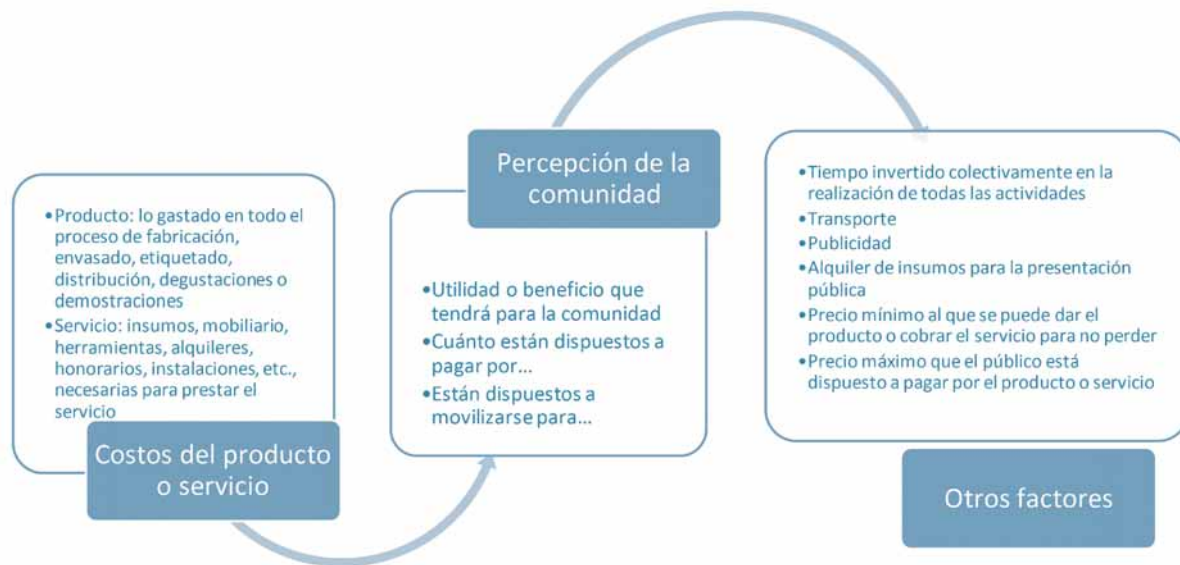 •Producto: lo gastado en todo el
proceso de fabricación,
envasado, etiquetado,
distribución, degustaciones o
demostraciones
•Servicio: insumos, mobiliario,
herramientas, alquileres,
honorarios, instalaciones, etc.,
necesarias para prestar el
servicio
Costos del producto
o servicio
Percepción de la
comunidad
•Utilidad o beneficio que
tendrá para la comunidad
•Cuánto están dispuestos a
pagar por...
•Están dispuestos a
movilizarse para...
•Tiempo invertido colectivamente en la
realización de todas las actividades
•Transporte
•Publicidad
•Alquiler de insumos para la presentación
pública
•Precio mínimo al que se puede dar el
producto o cobrar el servicio para no perder
•Precio máximo que el público está
dispuesto a pagar por el producto o servicio
Otros factores